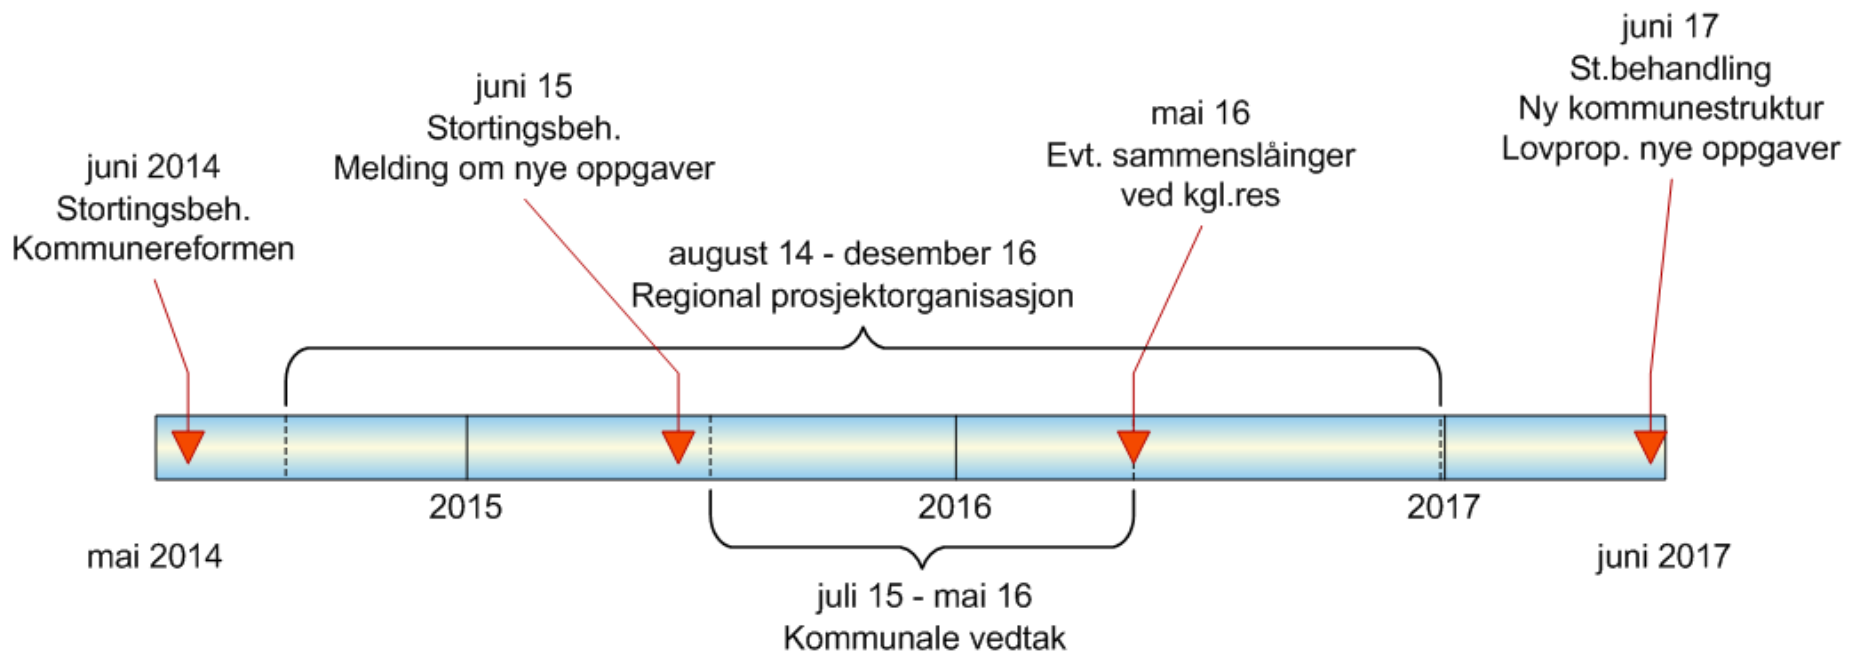 juni 2014
Stortingsbeh.
Kommunereformen
juni 15
Stortingsbeh.
Melding om nye oppgaver
august 14 - desember 16
Regional prosjektorganisasjon
mai 16
Evt. sammenslåinger
ved kgl.res
juni 17
St.behandling
Ny kommunestruktur
Lovprop. nye oppgaver
2015
2016
2017
mai 2014
juni 2017
juli 15 - mai 16
Kommunale vedtak